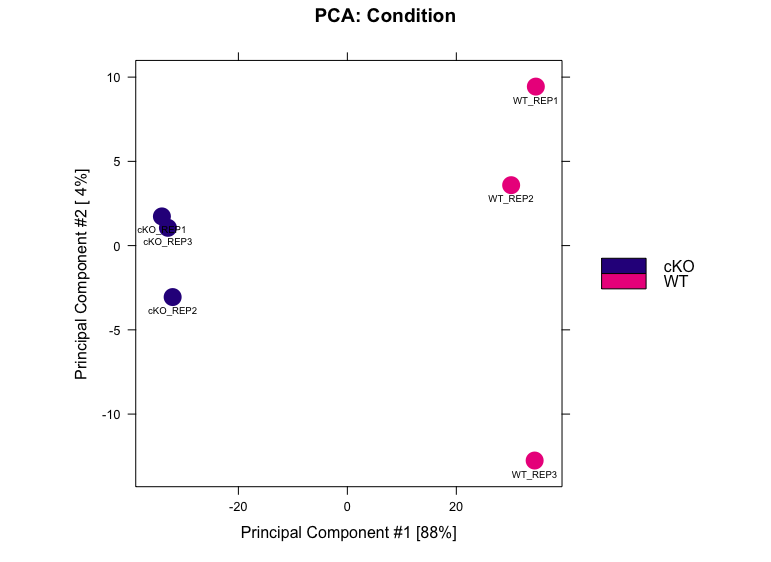 PCA: Condition
10
5
0
-5
-10
Principal Component #2 [ 4%]
WT_REP1
WT_REP2
cKO_REP1
cKO_REP3
cKO_REP2
WT_REP3
-20
0
20
Principal Component #1 [88%]
cKO
WT